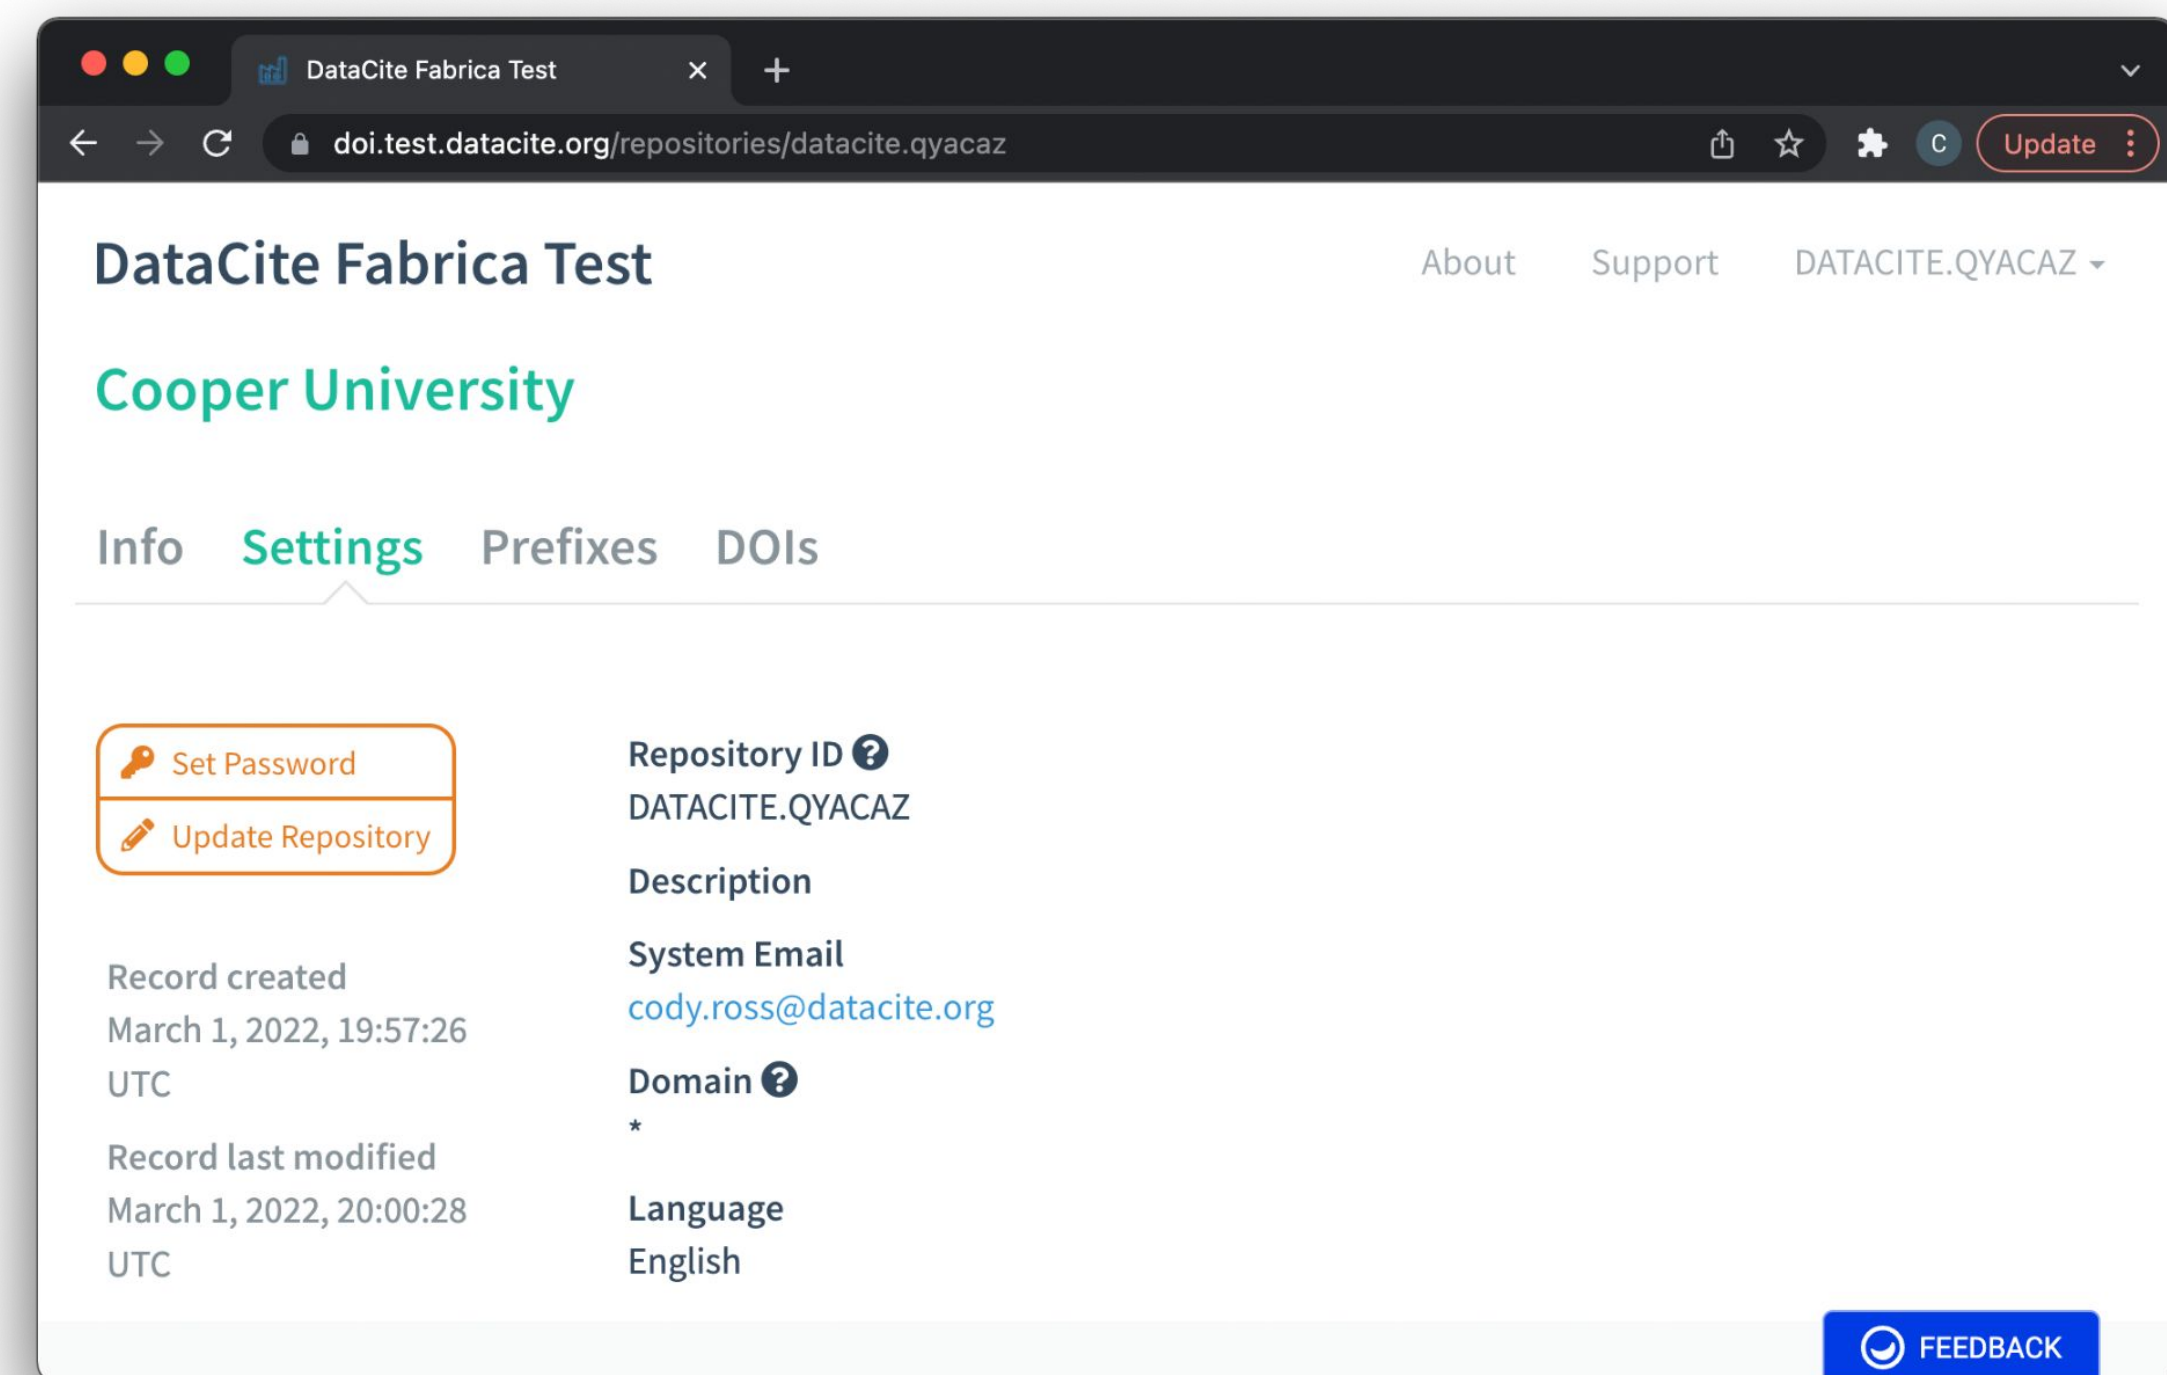 DataCite Fabrica Test
doi.test.datacite.org/repositories/datacite.qyacaz
C
Update
DataCite Fabrica Test
About Support DATACITE.QYACAZ
Cooper University
Info Settings Prefixes DOIs
Set Password
Update Repository
Record created
March 1, 2022, 19:57:26
UTC
Record last modified
March 1, 2022, 20:00:28
UTC
Repository ID ?
DATACITE.QYACAZ
Description
System Email
cody.ross@datacite.org
Domain ?
*
Language
English
FEEDBACK